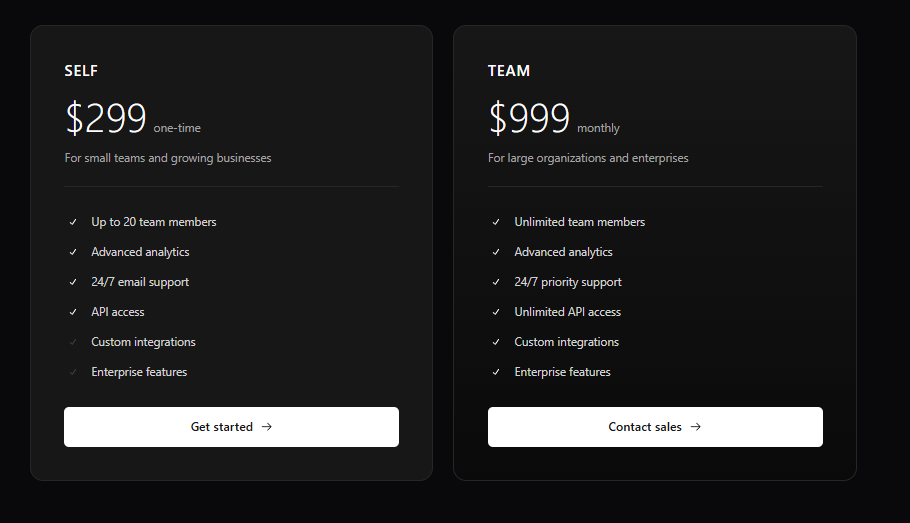 SELF
$299 one-time
For small teams and growing businesses
Up to 20 team members
Advanced analytics
24/7 email support
API access
Custom integrations
Enterprise features
Get started →
TEAM
$999 monthly
For large organizations and enterprises
Unlimited team members
Advanced analytics
24/7 priority support
Unlimited API access
Custom integrations
Enterprise features
Contact sales →